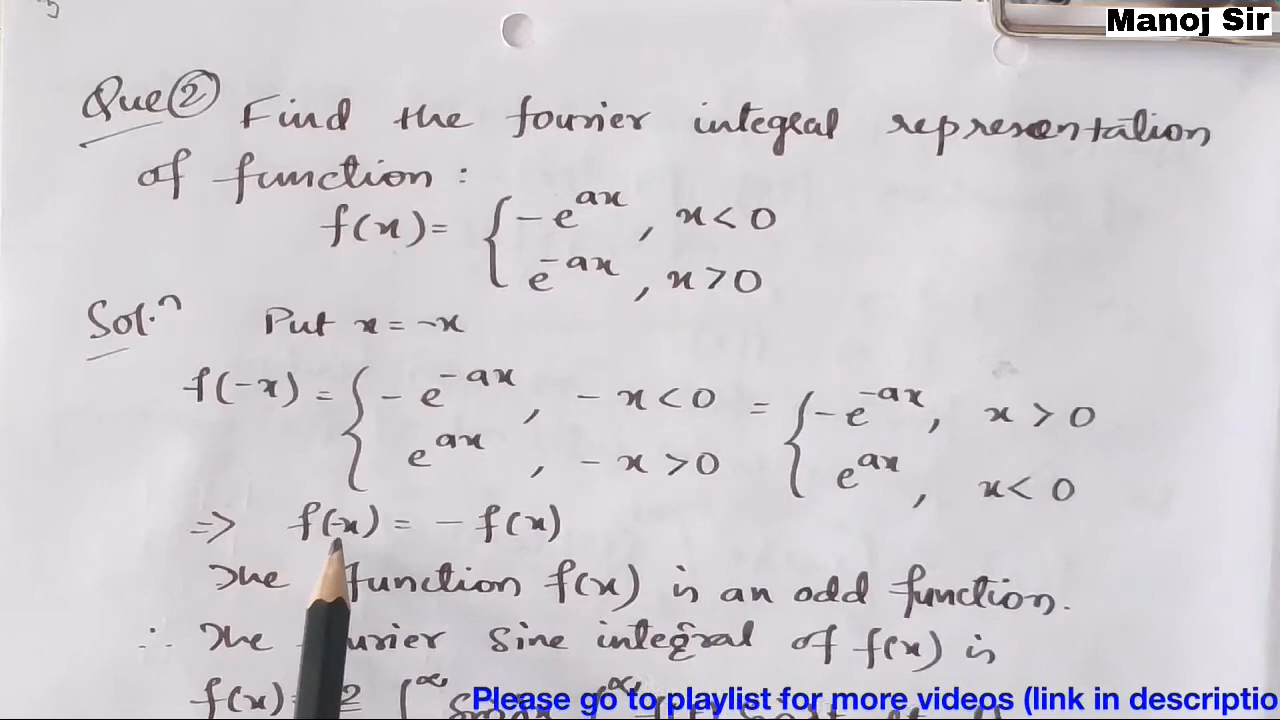 Manoj Sir
Que ② Find the fourier integral representation
of function :
f(x) = { -e^{ax} , x < 0
e^{-ax} , x > 0
Sol.ⁿ Put x = -x
f(-x) = { -e^{-ax} , -x < 0 = { -e^{-ax} , x > 0
e^{ax} , -x > 0 e^{ax} , x < 0
⇒ f(-x) = - f(x)
The function f(x) is an odd function.
∴ The sine integral of f(x) is
f(x)
Please go to playlist for more videos (link in descriptio